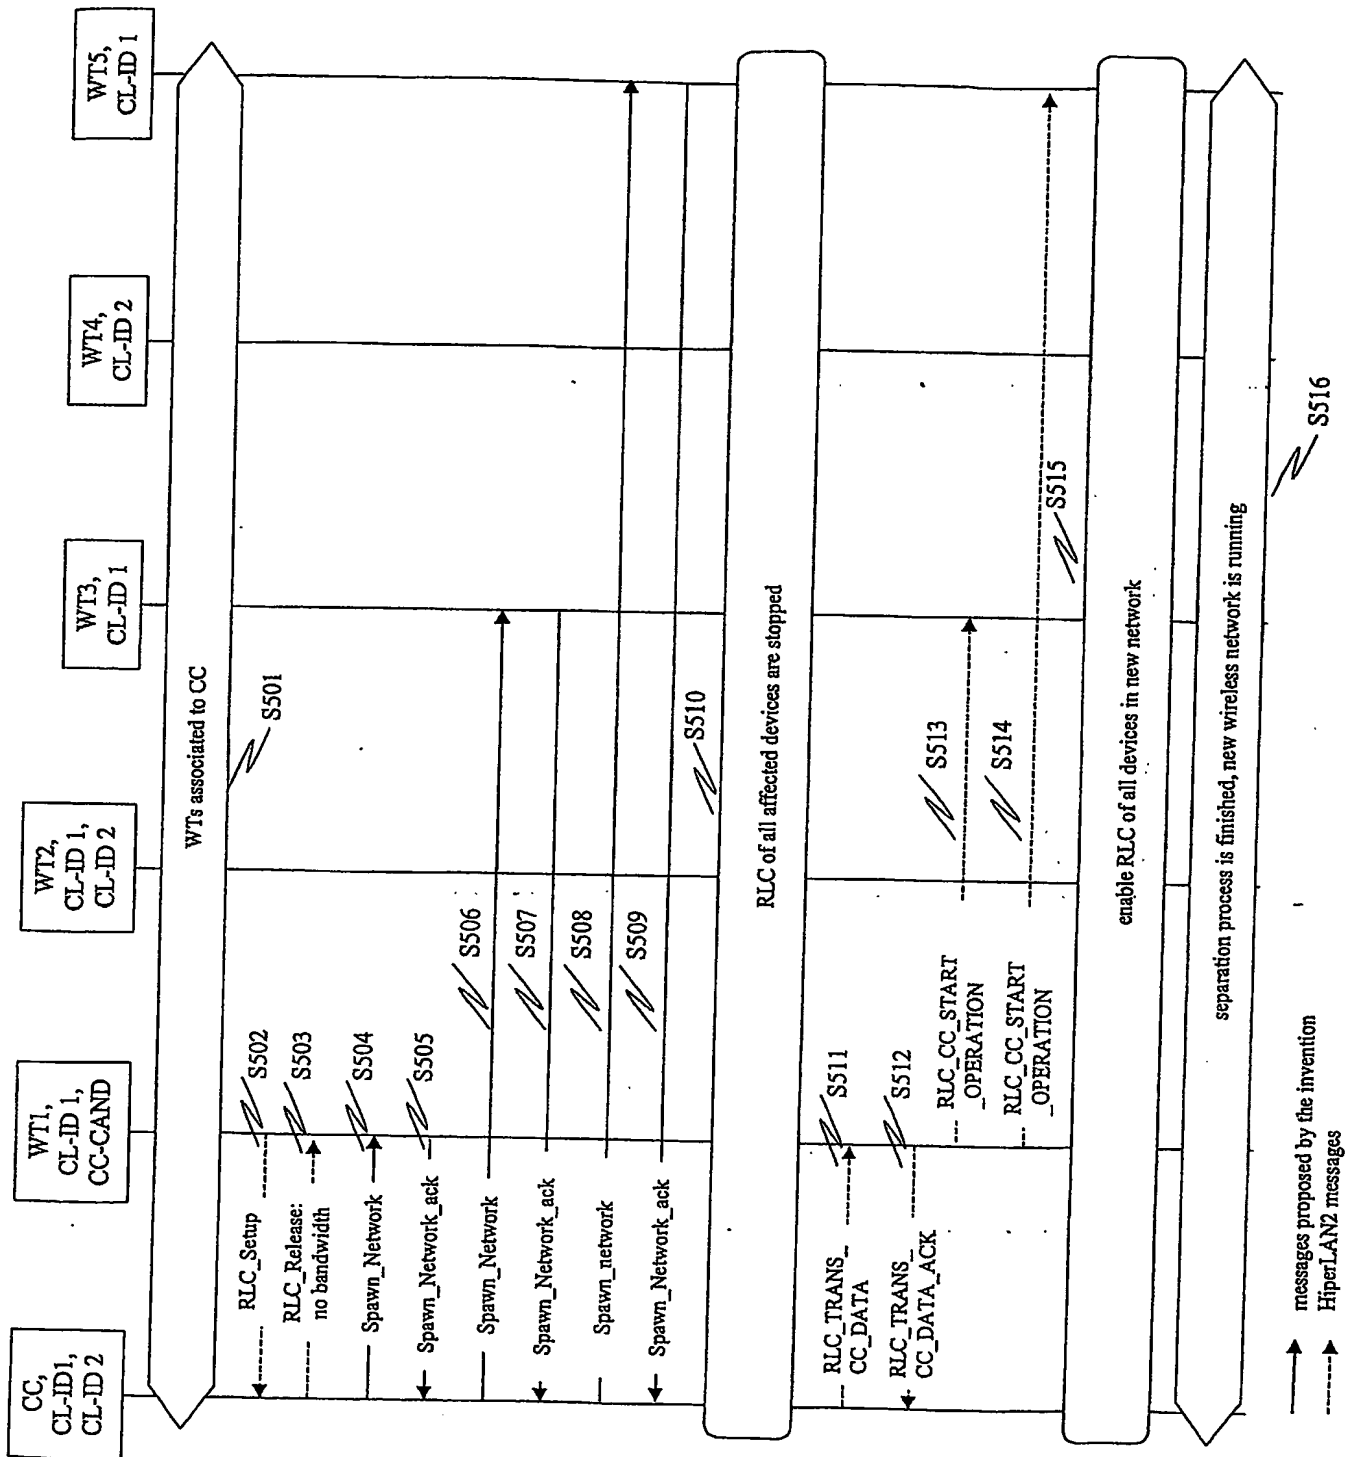 CC,
CL-ID1,
CL-ID 2
WT1,
CL-ID 1,
CC-CAND
WT2,
CL-ID 1,
CL-ID 2
WT3,
CL-ID 1
WT4,
CL-ID 2
WT5,
CL-ID 1
WTs associated to CC
S501
RLC_Setup
S502
RLC_Release:
no bandwidth
S503
Spawn_Network
S504
Spawn_Network_ack
S505
Spawn_Network
S506
Spawn_Network_ack
S507
Spawn_network
S508
Spawn_Network_ack
S509
S510
RLC of all affected devices are stopped
RLC_TRANS_
CC_DATA
S511
RLC_TRANS_
CC_DATA_ACK
S512
RLC_CC_START
_OPERATION
S513
RLC_CC_START
_OPERATION
S514
S515
enable RLC of all devices in new network
separation process is finished, new wireless network is running
S516
messages proposed by the invention
HiperLAN2 messages